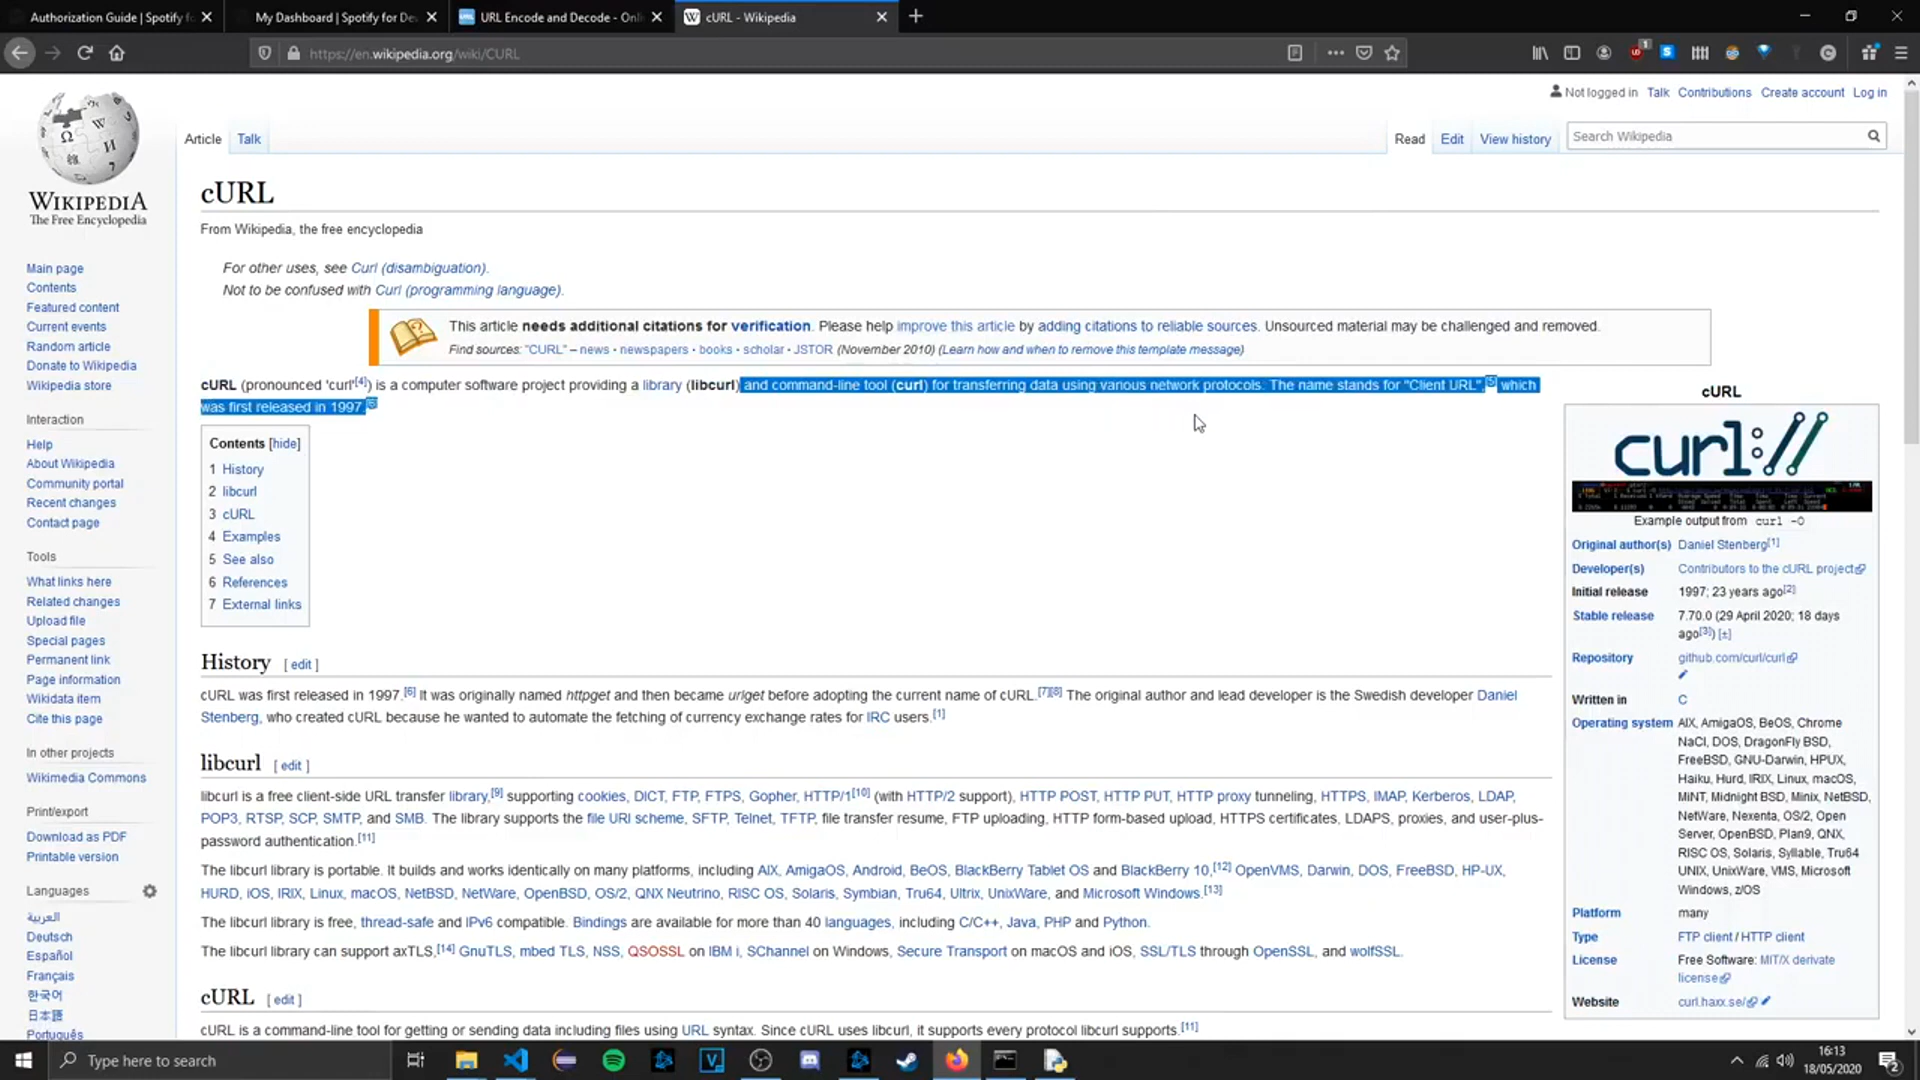 Authorization Guide | Spotify fo
My Dashboard | Spotify for De
URL Encode and Decode - Onli
cURL - Wikipedia
https://en.wikipedia.org/wiki/CURL
Not logged in Talk Contributions Create account Log in
Article Talk
Read Edit View history
Search Wikipedia
WIKIPEDIA
The Free Encyclopedia
Main page
Contents
Featured content
Current events
Random article
Donate to Wikipedia
Wikipedia store
Interaction
Help
About Wikipedia
Community portal
Recent changes
Contact page
Tools
What links here
Related changes
Upload file
Special pages
Permanent link
Page information
Wikidata item
Cite this page
In other projects
Wikimedia Commons
Print/export
Download as PDF
Printable version
Languages
العربية
Deutsch
Español
Français
한국어
日本語
Português
cURL
From Wikipedia, the free encyclopedia
For other uses, see Curl (disambiguation).
Not to be confused with Curl (programming language).
This article needs additional citations for verification. Please help improve this article by adding citations to reliable sources. Unsourced material may be challenged and removed.
Find sources: "CURL" – news · newspapers · books · scholar · JSTOR (November 2010) (Learn how and when to remove this template message)
cURL (pronounced 'curl'[4]) is a computer software project providing a library (libcurl) and command-line tool (curl) for transferring data using various network protocols. The name stands for "Client URL",[5] which
was first released in 1997.[6]
Contents [hide]
1 History
2 libcurl
3 cURL
4 Examples
5 See also
6 References
7 External links
History [ edit ]
cURL was first released in 1997.[6] It was originally named httpget and then became urlget before adopting the current name of cURL.[7][8] The original author and lead developer is the Swedish developer Daniel
Stenberg, who created cURL because he wanted to automate the fetching of currency exchange rates for IRC users.[1]
libcurl [ edit ]
libcurl is a free client-side URL transfer library,[9] supporting cookies, DICT, FTP, FTPS, Gopher, HTTP/1[10] (with HTTP/2 support), HTTP POST, HTTP PUT, HTTP proxy tunneling, HTTPS, IMAP, Kerberos, LDAP,
POP3, RTSP, SCP, SMTP, and SMB. The library supports the file URI scheme, SFTP, Telnet, TFTP, file transfer resume, FTP uploading, HTTP form-based upload, HTTPS certificates, LDAPS, proxies, and user-plus-
password authentication.[11]
The libcurl library is portable. It builds and works identically on many platforms, including AIX, AmigaOS, Android, BeOS, BlackBerry Tablet OS and BlackBerry 10,[12] OpenVMS, Darwin, DOS, FreeBSD, HP-UX,
HURD, iOS, IRIX, Linux, macOS, NetBSD, NetWare, OpenBSD, OS/2, QNX Neutrino, RISC OS, Solaris, Symbian, Tru64, Ultrix, UnixWare, and Microsoft Windows.[13]
The libcurl library is free, thread-safe and IPv6 compatible. Bindings are available for more than 40 languages, including C/C++, Java, PHP and Python.
The libcurl library can support axTLS,[14] GnuTLS, mbed TLS, NSS, QSOSSL on IBM i, SChannel on Windows, Secure Transport on macOS and iOS, SSL/TLS through OpenSSL, and wolfSSL.
cURL [ edit ]
cURL is a command-line tool for getting or sending data including files using URL syntax. Since cURL uses libcurl, it supports every protocol libcurl supports.[11]
cURL
curl://
Example output from curl -O
Original author(s) Daniel Stenberg[1]
Developer(s) Contributors to the cURL project
Initial release 1997; 23 years ago[2]
Stable release 7.70.0 (29 April 2020; 18 days
ago[3]) [±]
Repository github.com/curl/curl
Written in C
Operating system AIX, AmigaOS, BeOS, Chrome
NaCl, DOS, DragonFly BSD,
FreeBSD, GNU-Darwin, HPUX,
Haiku, Hurd, IRIX, Linux, macOS,
MiNT, Midnight BSD, Minix, NetBSD,
NetWare, Nexenta, OS/2, Open
Server, OpenBSD, Plan9, QNX,
RISC OS, Solaris, Syllable, Tru64
UNIX, UnixWare, VMS, Microsoft
Windows, z/OS
Platform many
Type FTP client / HTTP client
License Free Software: MIT/X derivate
license
Website curl.haxx.se/
Type here to search
16:13
18/05/2020
2